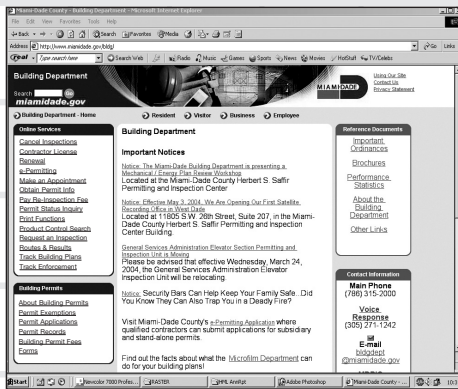 Miami-Dade County - Building Department - Microsoft Internet Explorer
File Edit View Favorites Tools Help
Back
Search Favorites Media
Address http://www.miamidade.gov/bldg/
Go Links
Real Type search here Search Web Radio Music Games Sports News Movies HotStuff TV/Celebs
Building Department
Search Go
miamidade.gov
MIAMI-DADE
Using Our Site
Contact Us
Privacy Statement
Building Department - Home
Resident Visitor Business Employee
Online Services
Cancel Inspections
Contractor License
Renewal
e-Permitting
Make an Appointment
Obtain Permit Info
Pay Re-Inspection Fee
Permit Status Inquiry
Print Functions
Product Control Search
Request an Inspection
Routes & Results
Track Building Plans
Track Enforcement
Building Permits
About Building Permits
Permit Exemptions
Permit Applications
Permit Records
Building Permit Fees
Forms
Building Department
Important Notices
Notice: The Miami-Dade Building Department is presenting a
Mechanical / Energy Plan Review Workshop
Located at the Miami-Dade County Herbert S. Saffir
Permitting and Inspection Center
Notice: Effective May 3, 2004, We Are Opening Our First Satellite
Recording Office in West Dade
Located at 11805 S.W. 26th Street, Suite 207, in the Miami-
Dade County Herbert S. Saffir Permitting and Inspection
Center Building.
General Services Administration Elevator Section Permitting and
Inspection Unit is Moving
Please be advised that effective Wednesday, March 24,
2004, the General Services Administration Elevator
Inspection Unit will be relocating.
Notice: Security Bars Can Help Keep Your Family Safe...Did
You Know They Can Also Trap You in a Deadly Fire?
Visit Miami-Dade County's e-Permitting Application where
qualified contractors can submit applications for subsidiary
and stand-alone permits.
Find out the facts about what the Microfilm Department can
do for your building plans!
Reference Documents
Important
Ordinances
Brochures
Performance
Statistics
About the
Building
Department
Other Links
Contact Information
Main Phone
(786) 315-2000
Voice
Response
(305) 271-1242
E-mail
bldgdept
@miamidade.gov
Start
Newcolor 7000 Profes...
RASTER
HML AnnRpt
Adobe Photoshop
Miami-Dade County - ...